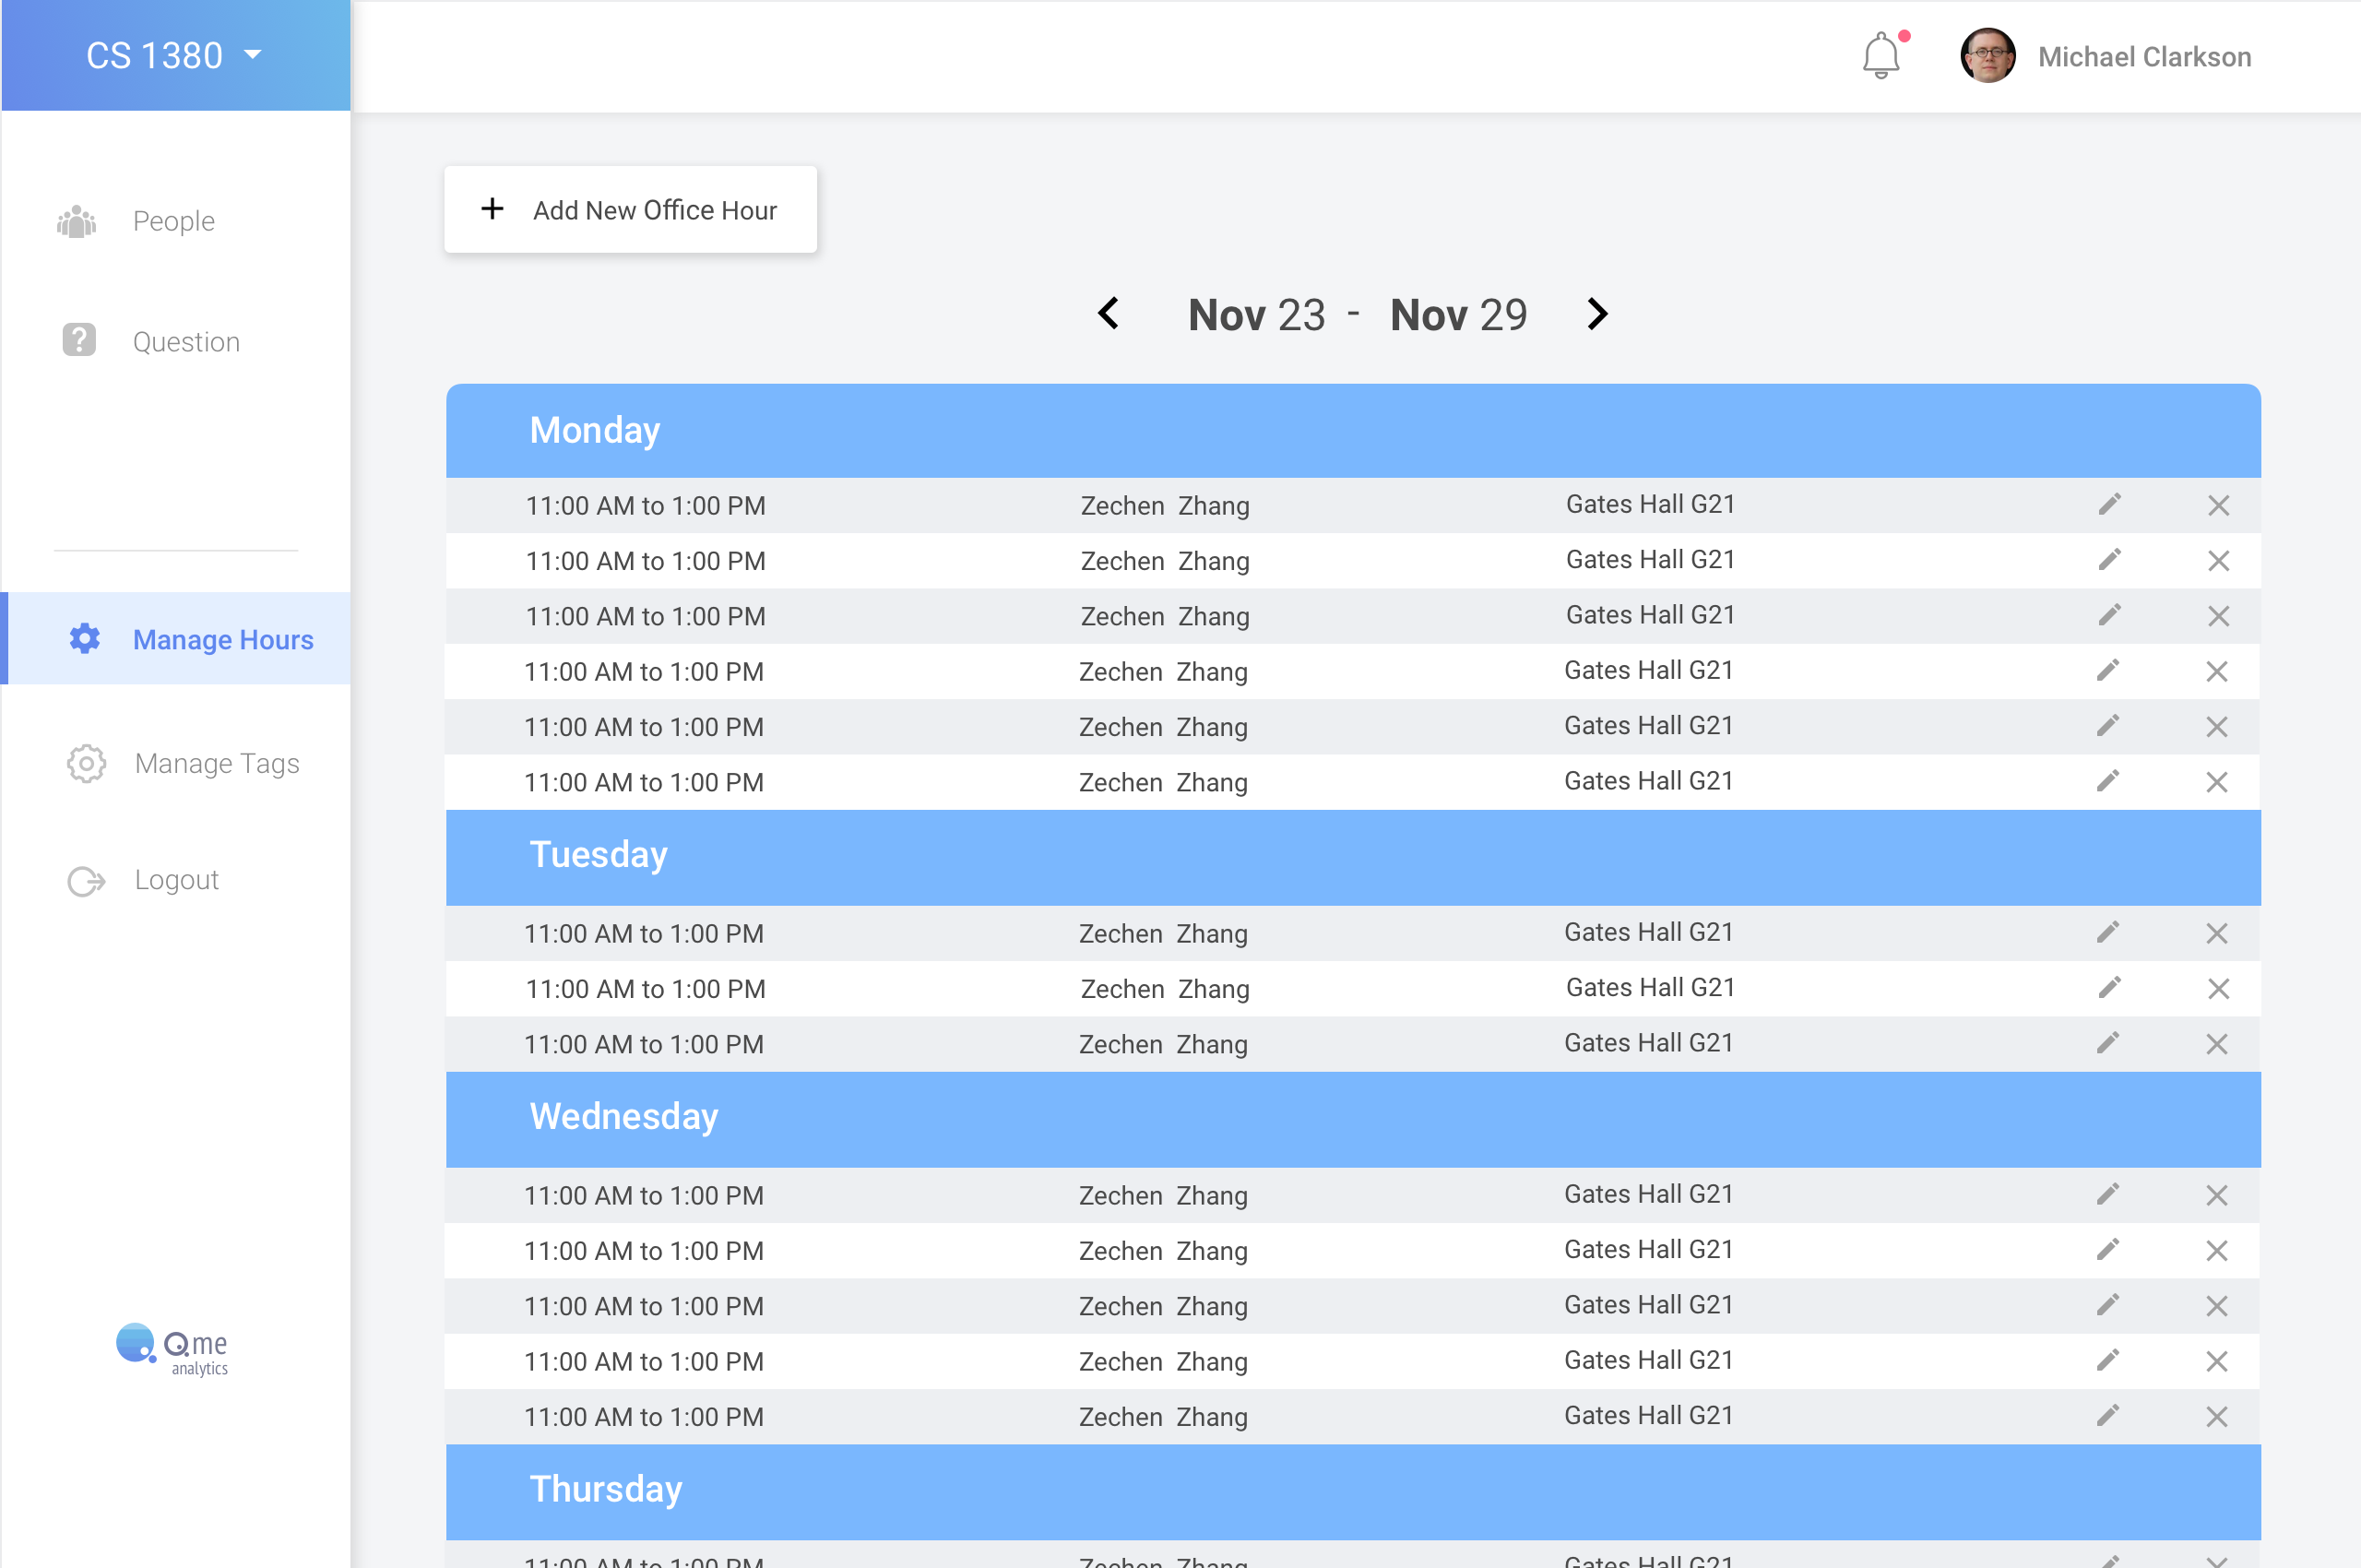 CS 1380
Michael Clarkson
People
Question
Manage Hours
Manage Tags
Logout
Qme
analytics
+ Add New Office Hour
Nov 23 - Nov 29
Monday
11:00 AM to 1:00 PM Zechen Zhang Gates Hall G21
11:00 AM to 1:00 PM Zechen Zhang Gates Hall G21
11:00 AM to 1:00 PM Zechen Zhang Gates Hall G21
11:00 AM to 1:00 PM Zechen Zhang Gates Hall G21
11:00 AM to 1:00 PM Zechen Zhang Gates Hall G21
11:00 AM to 1:00 PM Zechen Zhang Gates Hall G21
Tuesday
11:00 AM to 1:00 PM Zechen Zhang Gates Hall G21
11:00 AM to 1:00 PM Zechen Zhang Gates Hall G21
11:00 AM to 1:00 PM Zechen Zhang Gates Hall G21
Wednesday
11:00 AM to 1:00 PM Zechen Zhang Gates Hall G21
11:00 AM to 1:00 PM Zechen Zhang Gates Hall G21
11:00 AM to 1:00 PM Zechen Zhang Gates Hall G21
11:00 AM to 1:00 PM Zechen Zhang Gates Hall G21
11:00 AM to 1:00 PM Zechen Zhang Gates Hall G21
Thursday
11:00 AM to 1:00 PM Zechen Zhang Gates Hall G21